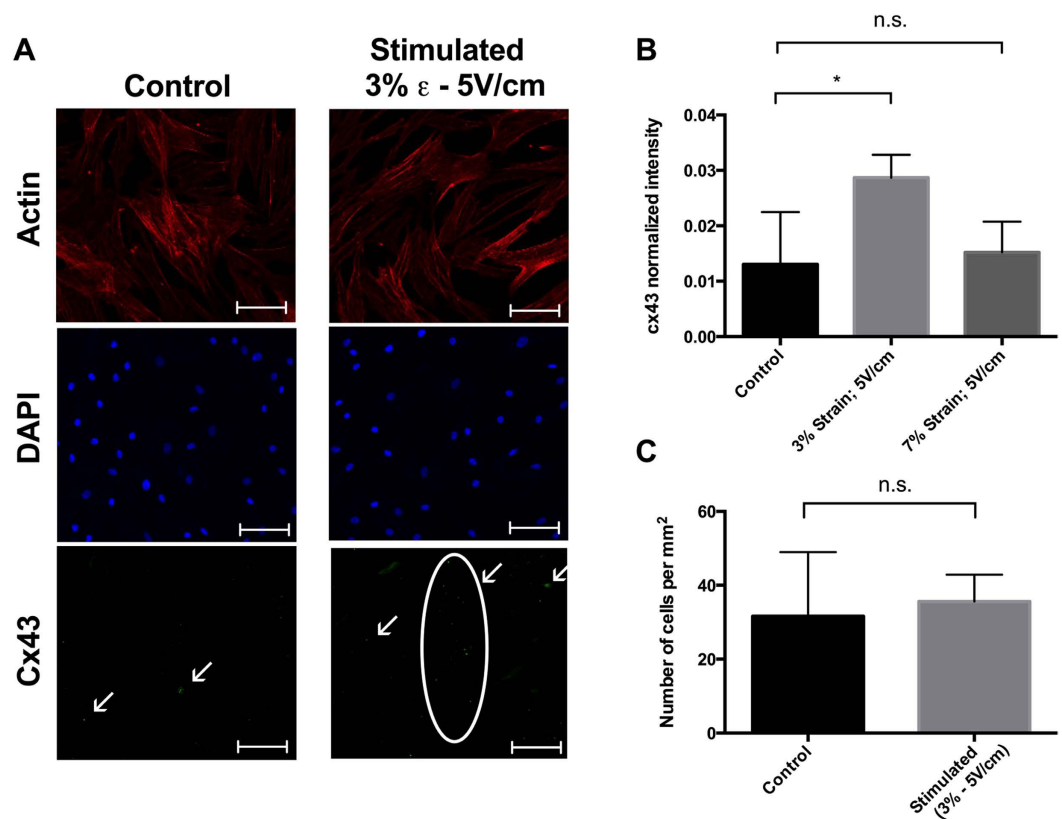 A
Control
Stimulated
3% ε - 5V/cm
Actin
DAPI
Cx43
B
n.s.
*
cx43 normalized intensity
0.04
0.03
0.02
0.01
0.00
Control
3% Strain; 5V/cm
7% Strain; 5V/cm
C
n.s.
Number of cells per mm²
60
40
20
0
Control
Stimulated
(3% - 5V/cm)